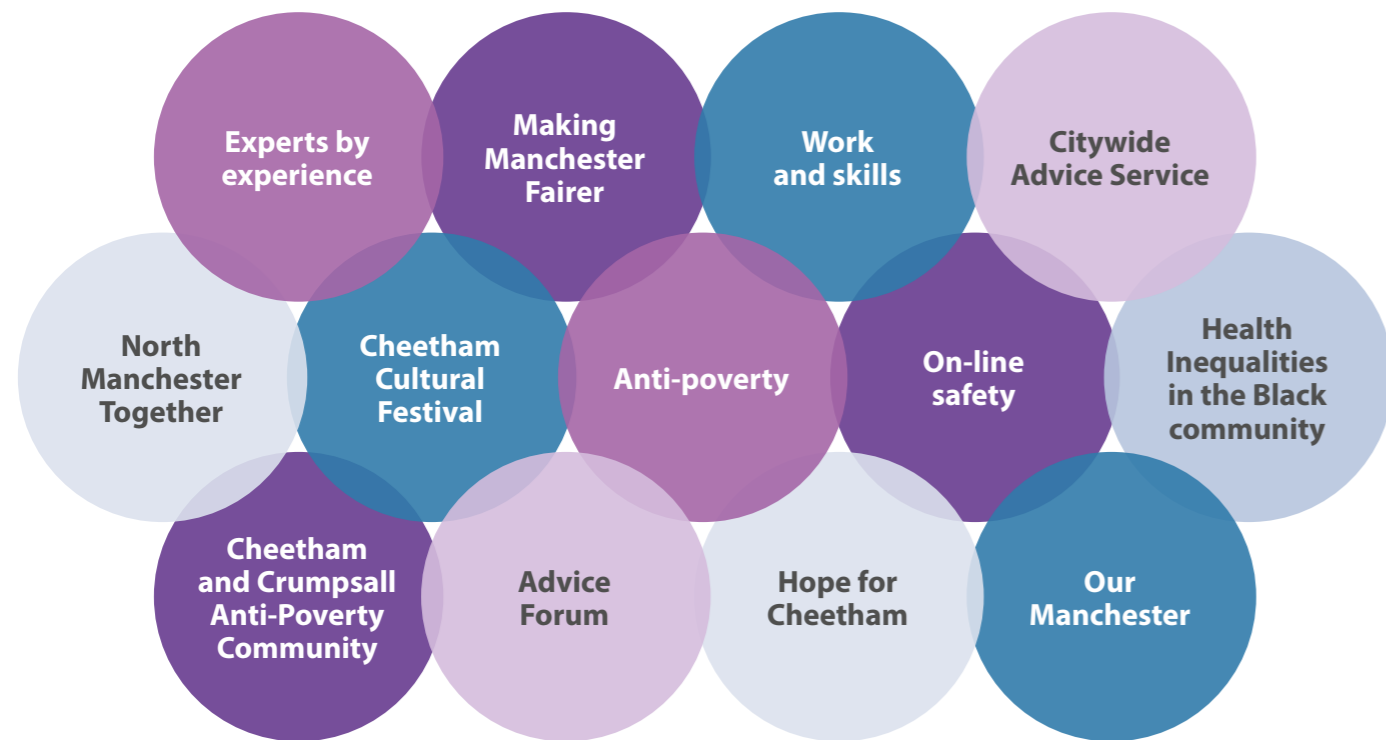 Experts by
experience
Making
Manchester
Fairer
Work
and skills
Citywide
Advice Service
North
Manchester
Together
Cheetham
Cultural
Festival
Anti-poverty
On-line
safety
Health
Inequalities
in the Black
community
Cheetham
and Crumpsall
Anti-Poverty
Community
Advice
Forum
Hope for
Cheetham
Our
Manchester